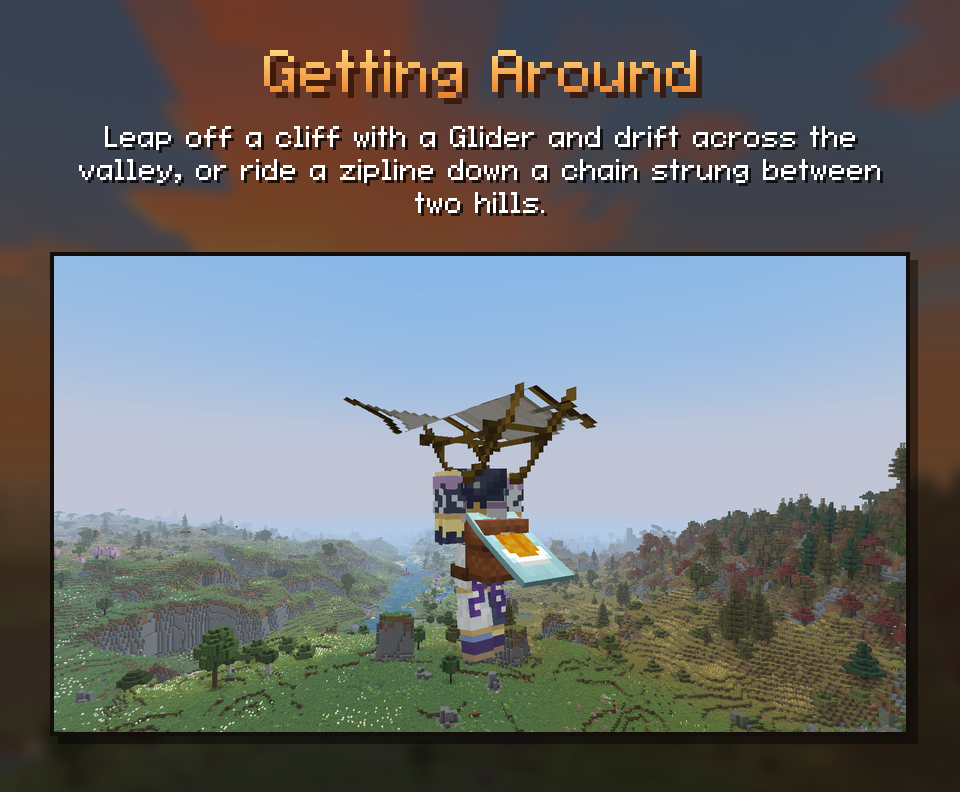 Getting Around
Leap off a cliff with a Glider and drift across the
valley, or ride a zipline down a chain strung between
two hills.